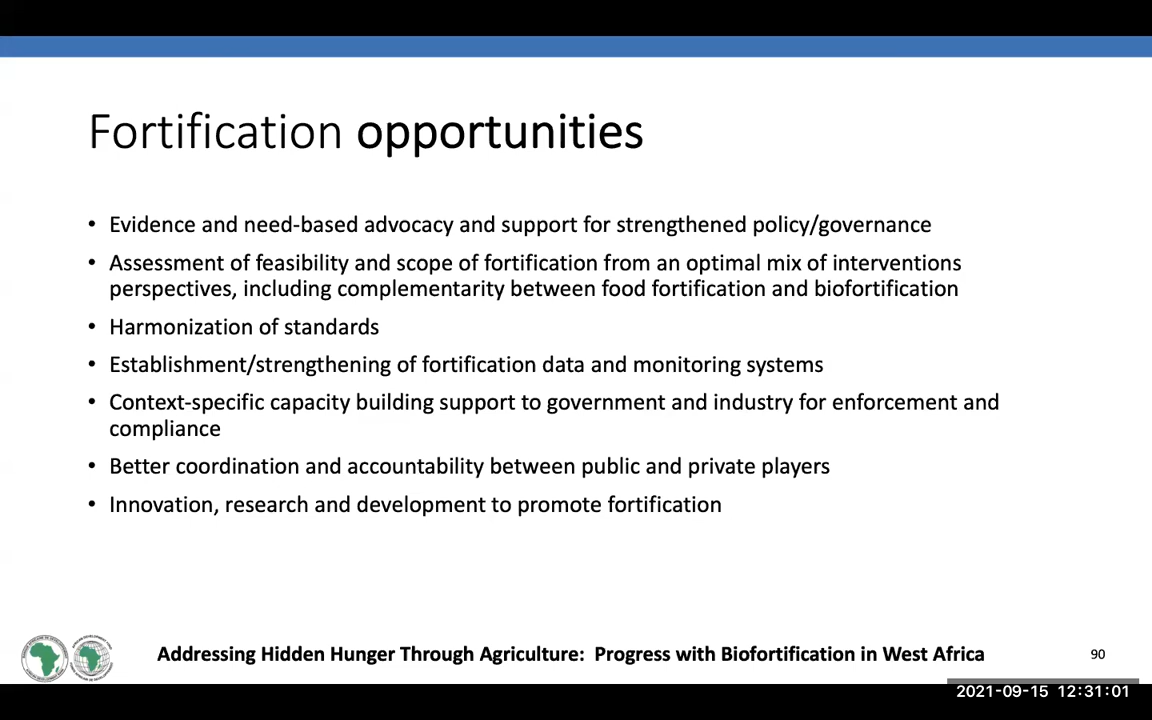 Fortification opportunities
• Evidence and need-based advocacy and support for strengthened policy/governance
• Assessment of feasibility and scope of fortification from an optimal mix of interventions
perspectives, including complementarity between food fortification and biofortification
• Harmonization of standards
• Establishment/strengthening of fortification data and monitoring systems
• Context-specific capacity building support to government and industry for enforcement and
compliance
• Better coordination and accountability between public and private players
• Innovation, research and development to promote fortification
Addressing Hidden Hunger Through Agriculture: Progress with Biofortification in West Africa
90
2021-09-15 12:31:01